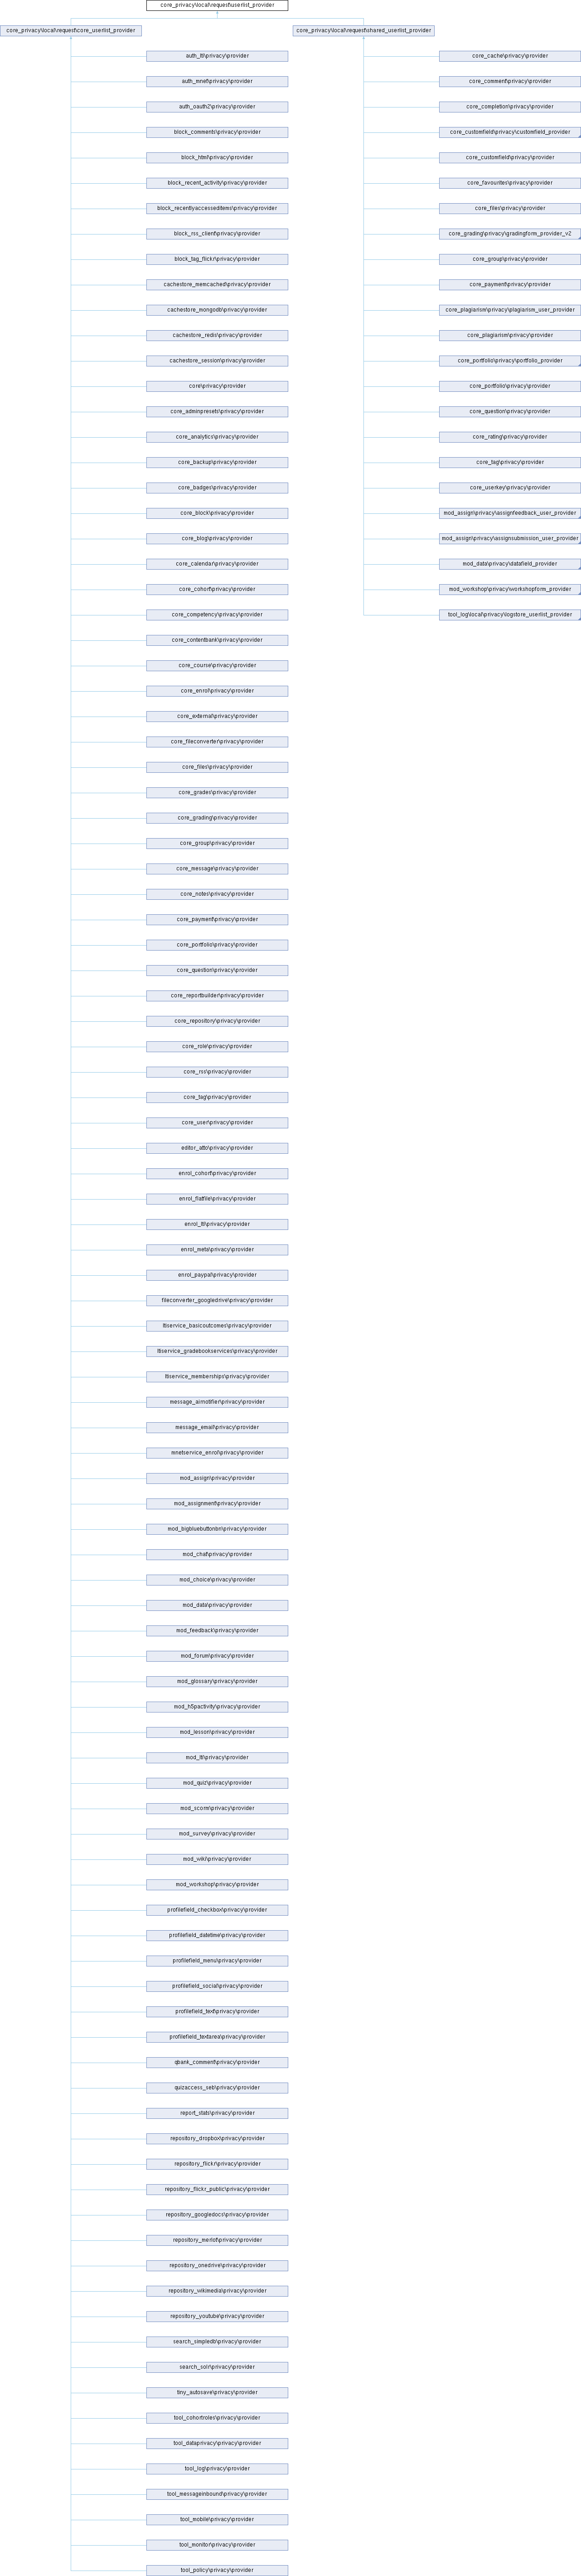 core_privacy\local\request\userlist_provider
core_privacy\local\request\core_userlist_provider
core_privacy\local\request\shared_userlist_provider
auth_lti\privacy\provider
auth_mnet\privacy\provider
auth_oauth2\privacy\provider
block_comments\privacy\provider
block_html\privacy\provider
block_recent_activity\privacy\provider
block_recentlyaccesseditems\privacy\provider
block_rss_client\privacy\provider
block_tag_flickr\privacy\provider
cachestore_memcached\privacy\provider
cachestore_mongodb\privacy\provider
cachestore_redis\privacy\provider
cachestore_session\privacy\provider
core\privacy\provider
core_adminpresets\privacy\provider
core_analytics\privacy\provider
core_backup\privacy\provider
core_badges\privacy\provider
core_block\privacy\provider
core_blog\privacy\provider
core_calendar\privacy\provider
core_cohort\privacy\provider
core_competency\privacy\provider
core_contentbank\privacy\provider
core_course\privacy\provider
core_enrol\privacy\provider
core_external\privacy\provider
core_fileconverter\privacy\provider
core_files\privacy\provider
core_grades\privacy\provider
core_grading\privacy\provider
core_group\privacy\provider
core_message\privacy\provider
core_notes\privacy\provider
core_payment\privacy\provider
core_portfolio\privacy\provider
core_question\privacy\provider
core_reportbuilder\privacy\provider
core_repository\privacy\provider
core_role\privacy\provider
core_rss\privacy\provider
core_tag\privacy\provider
core_user\privacy\provider
editor_atto\privacy\provider
enrol_cohort\privacy\provider
enrol_flatfile\privacy\provider
enrol_lti\privacy\provider
enrol_meta\privacy\provider
enrol_paypal\privacy\provider
fileconverter_googledrive\privacy\provider
ltiservice_basicoutcomes\privacy\provider
ltiservice_gradebookservices\privacy\provider
ltiservice_memberships\privacy\provider
message_airnotifier\privacy\provider
message_email\privacy\provider
mnetservice_enrol\privacy\provider
mod_assign\privacy\provider
mod_assignment\privacy\provider
mod_bigbluebuttonbn\privacy\provider
mod_chat\privacy\provider
mod_choice\privacy\provider
mod_data\privacy\provider
mod_feedback\privacy\provider
mod_forum\privacy\provider
mod_glossary\privacy\provider
mod_h5pactivity\privacy\provider
mod_lesson\privacy\provider
mod_lti\privacy\provider
mod_quiz\privacy\provider
mod_scorm\privacy\provider
mod_survey\privacy\provider
mod_wiki\privacy\provider
mod_workshop\privacy\provider
profilefield_checkbox\privacy\provider
profilefield_datetime\privacy\provider
profilefield_menu\privacy\provider
profilefield_social\privacy\provider
profilefield_text\privacy\provider
profilefield_textarea\privacy\provider
qbank_comment\privacy\provider
quizaccess_seb\privacy\provider
report_stats\privacy\provider
repository_dropbox\privacy\provider
repository_flickr\privacy\provider
repository_flickr_public\privacy\provider
repository_googledocs\privacy\provider
repository_merlot\privacy\provider
repository_onedrive\privacy\provider
repository_wikimedia\privacy\provider
repository_youtube\privacy\provider
search_simpledb\privacy\provider
search_solr\privacy\provider
tiny_autosave\privacy\provider
tool_cohortroles\privacy\provider
tool_dataprivacy\privacy\provider
tool_log\privacy\provider
tool_messageinbound\privacy\provider
tool_mobile\privacy\provider
tool_monitor\privacy\provider
tool_policy\privacy\provider
core_cache\privacy\provider
core_comment\privacy\provider
core_completion\privacy\provider
core_customfield\privacy\customfield_provider
core_customfield\privacy\provider
core_favourites\privacy\provider
core_files\privacy\provider
core_grading\privacy\gradingform_provider_v2
core_group\privacy\provider
core_payment\privacy\provider
core_plagiarism\privacy\plagiarism_user_provider
core_plagiarism\privacy\provider
core_portfolio\privacy\portfolio_provider
core_portfolio\privacy\provider
core_question\privacy\provider
core_rating\privacy\provider
core_tag\privacy\provider
core_userkey\privacy\provider
mod_assign\privacy\assignfeedback_user_provider
mod_assign\privacy\assignsubmission_user_provider
mod_data\privacy\datafield_provider
mod_workshop\privacy\workshopform_provider
tool_log\local\privacy\logstore_userlist_provider